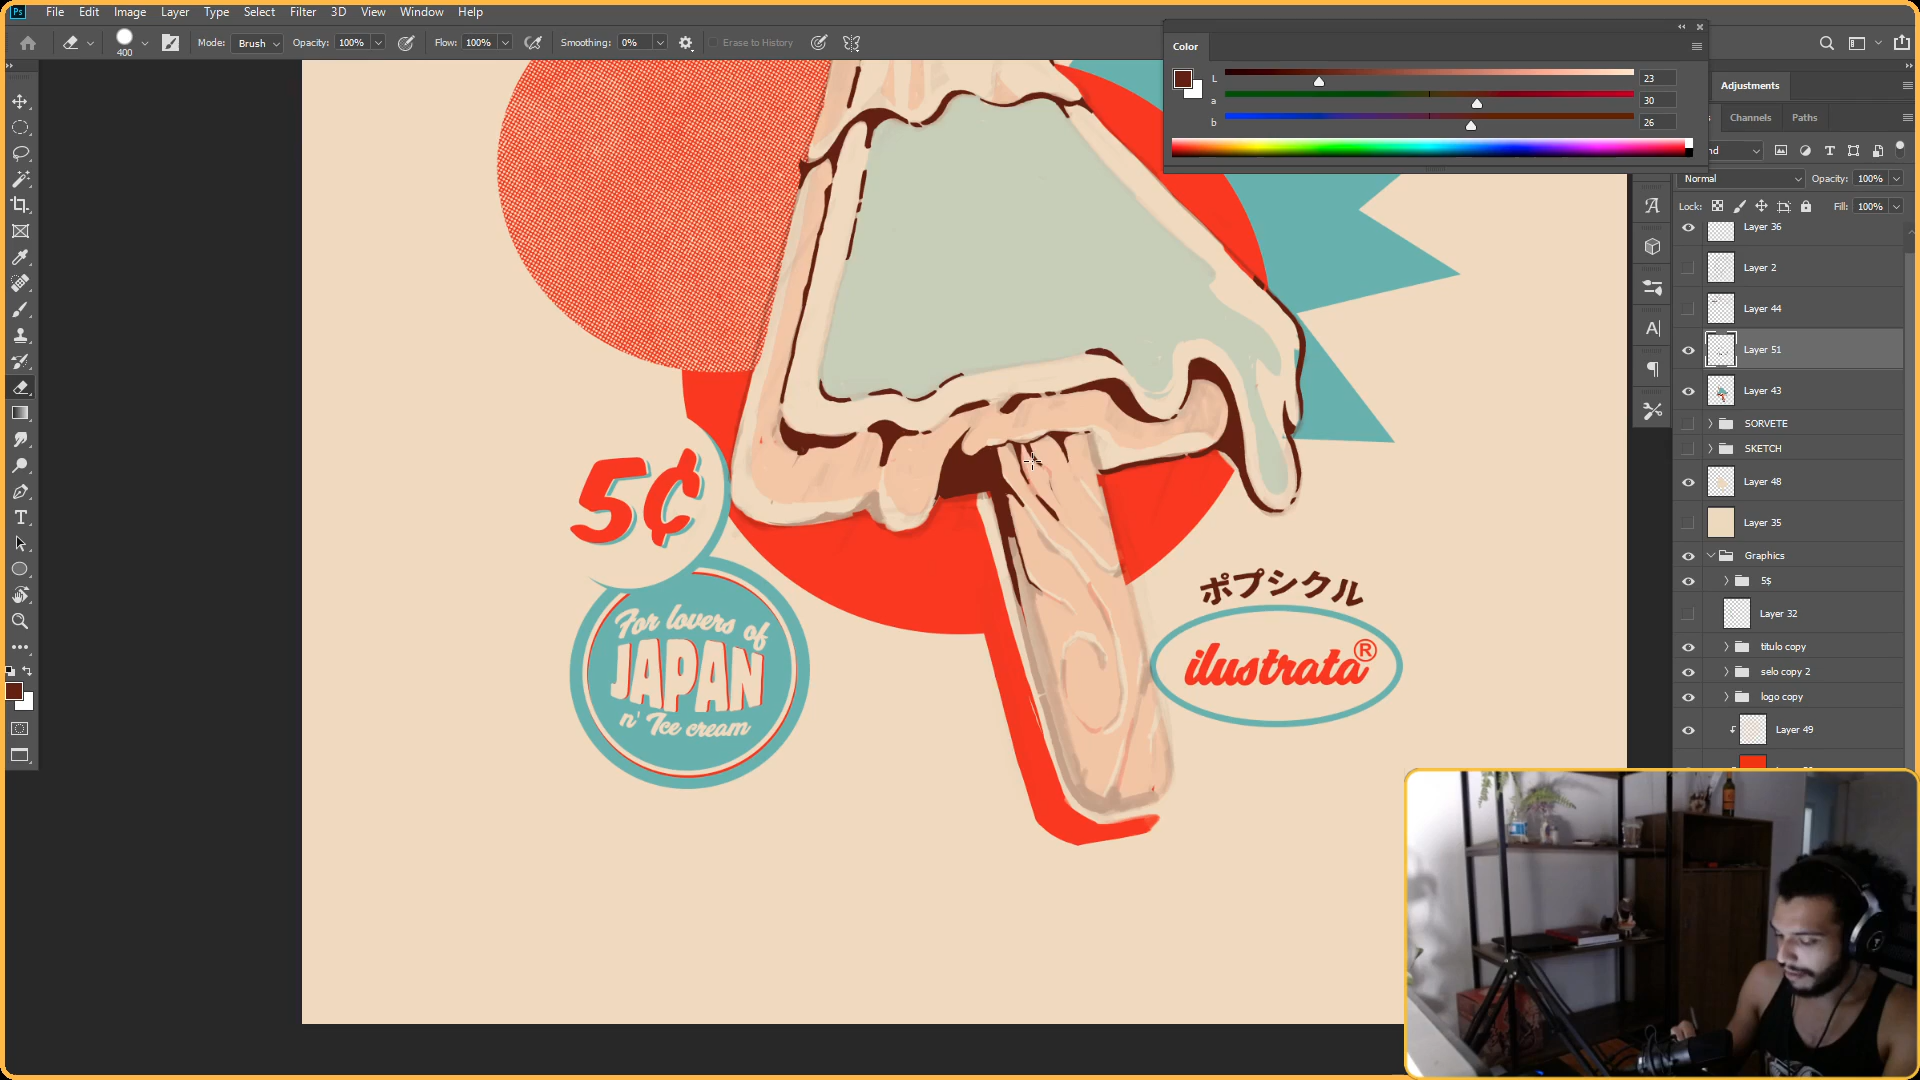 Ps File Edit Image Layer Type Select Filter 3D View Window Help
400 Mode: Brush Opacity: 100% Flow: 100% Smoothing: 0% Erase to History
Color
L 23
a 30
b 26
Adjustments
Channels Paths
Normal Opacity: 100%
Lock: Fill: 100%
Layer 36
Layer 2
Layer 44
Layer 51
Layer 43
SORVETE
SKETCH
Layer 48
Layer 35
Graphics
5$
Layer 32
titulo copy
selo copy 2
logo copy
Layer 49
5¢
For lovers of
JAPAN
n' Ice cream
ポプシクル
ilustrata®